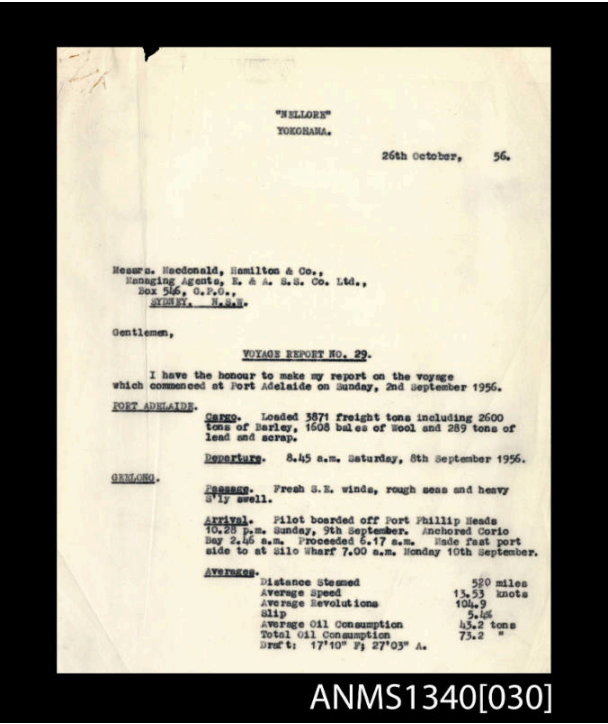 "NELLORE"
YOKOHAMA.
26th October, 56.
Messrs. Macdonald, Hamilton & Co.,
Managing Agents, E. & A. S.S. Co. Ltd.,
Box 546, G.P.O.,
SYDNEY. N.S.W.
Gentlemen,
VOYAGE REPORT NO. 29.
I have the honour to make my report on the voyage
which commenced at Port Adelaide on Sunday, 2nd September 1956.
PORT ADELAIDE.
Cargo. Loaded 3871 freight tons including 2600
tons of Barley, 1608 bales of Wool and 289 tons of
lead and scrap.
Departure. 8.45 a.m. Saturday, 8th September 1956.
GEELONG.
Passage. Fresh S.E. winds, rough seas and heavy
S'ly swell.
Arrival. Pilot boarded off Port Phillip Heads
10.28 p.m. Sunday, 9th September. Anchored Corio
Bay 2.46 a.m. Proceeded 6.17 a.m. Made fast port
side to at Silo Wharf 7.00 a.m. Monday 10th September.
Averages.
Distance Steamed 520 miles
Average Speed 13.53 knots
Average Revolutions 104.9
Slip
Average Oil Consumption 43.2 tons
Total Oil Consumption 73.2 "
Draft: 17'10" F; 27'03" A.
ANMS1340[030]